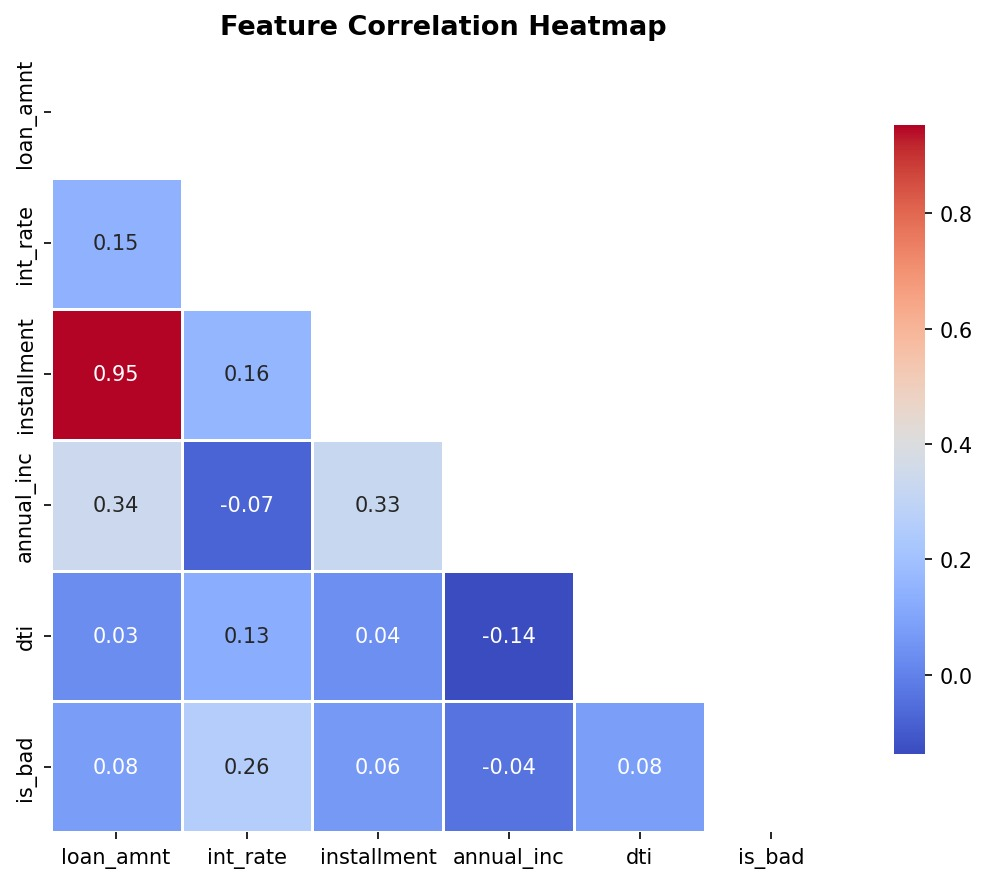 Feature Correlation Heatmap
loan_amnt
int_rate
0.15
installment
0.95 0.16
annual_inc
0.34 -0.07 0.33
dti
0.03 0.13 0.04 -0.14
is_bad
0.08 0.26 0.06 -0.04 0.08
loan_amnt int_rate installment annual_inc dti is_bad
0.8
0.6
0.4
0.2
0.0